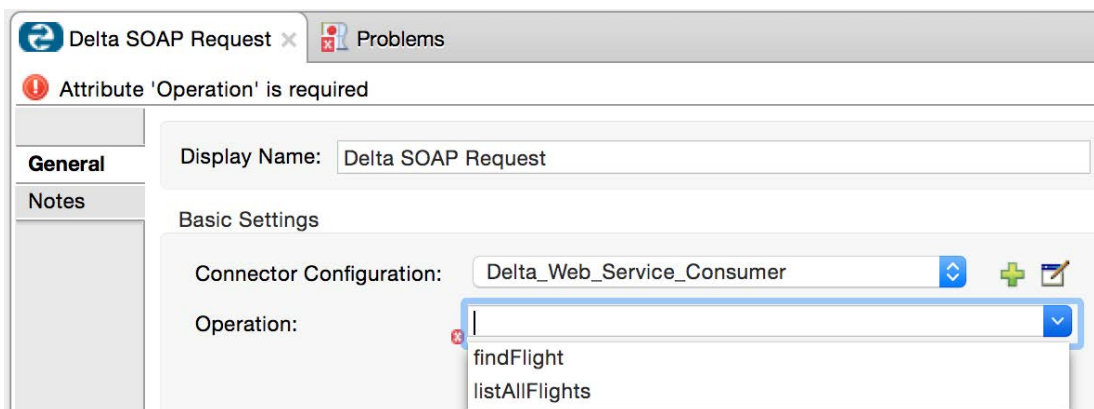 Delta SOAP Request
Problems
Attribute 'Operation' is required
General
Notes
Display Name: Delta SOAP Request
Basic Settings
Connector Configuration: Delta_Web_Service_Consumer
Operation:
findFlight
listAllFlights